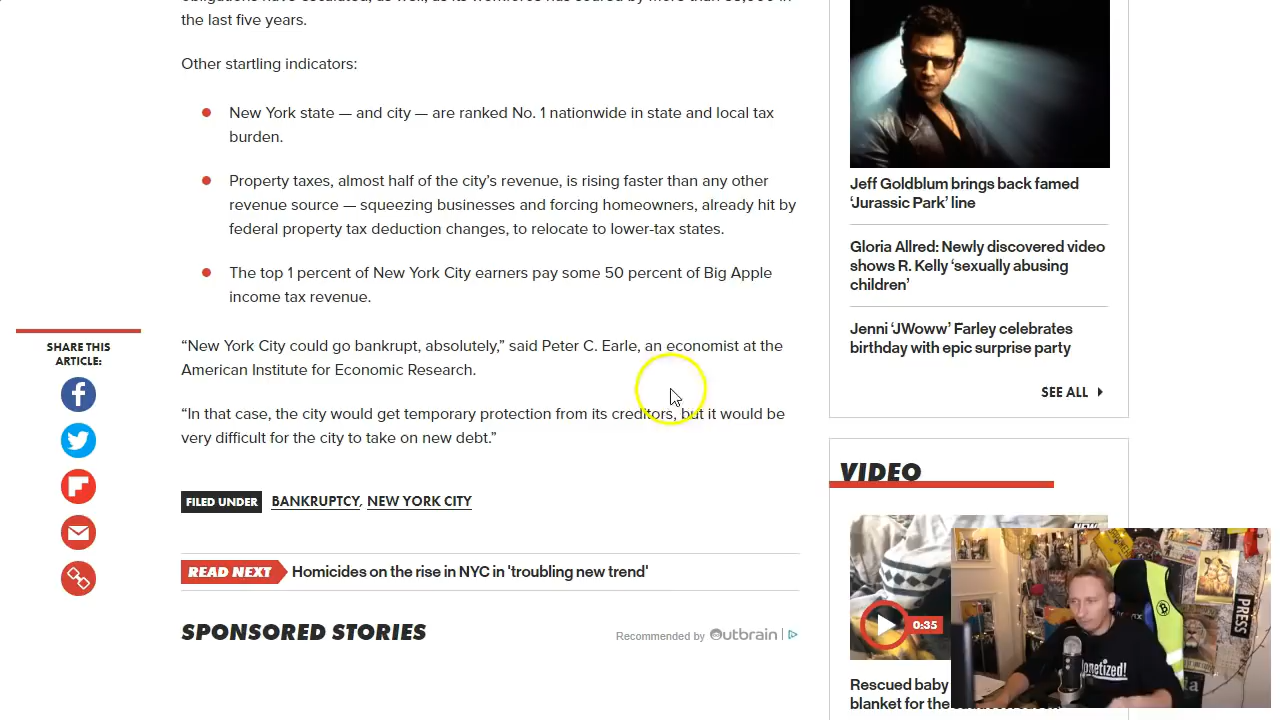 the last five years.
Other startling indicators:
New York state — and city — are ranked No. 1 nationwide in state and local tax
burden.
Property taxes, almost half of the city’s revenue, is rising faster than any other
revenue source — squeezing businesses and forcing homeowners, already hit by
federal property tax deduction changes, to relocate to lower-tax states.
The top 1 percent of New York City earners pay some 50 percent of Big Apple
income tax revenue.
“New York City could go bankrupt, absolutely,” said Peter C. Earle, an economist at the
American Institute for Economic Research.
“In that case, the city would get temporary protection from its creditors, but it would be
very difficult for the city to take on new debt.”
FILED UNDER BANKRUPTCY, NEW YORK CITY
READ NEXT Homicides on the rise in NYC in 'troubling new trend'
SPONSORED STORIES
Recommended by Outbrain
SHARE THIS
ARTICLE:
Jeff Goldblum brings back famed
‘Jurassic Park’ line
Gloria Allred: Newly discovered video
shows R. Kelly ‘sexually abusing
children’
Jenni ‘JWoww’ Farley celebrates
birthday with epic surprise party
SEE ALL
VIDEO
0:35
Rescued baby
blanket for the
PRESS